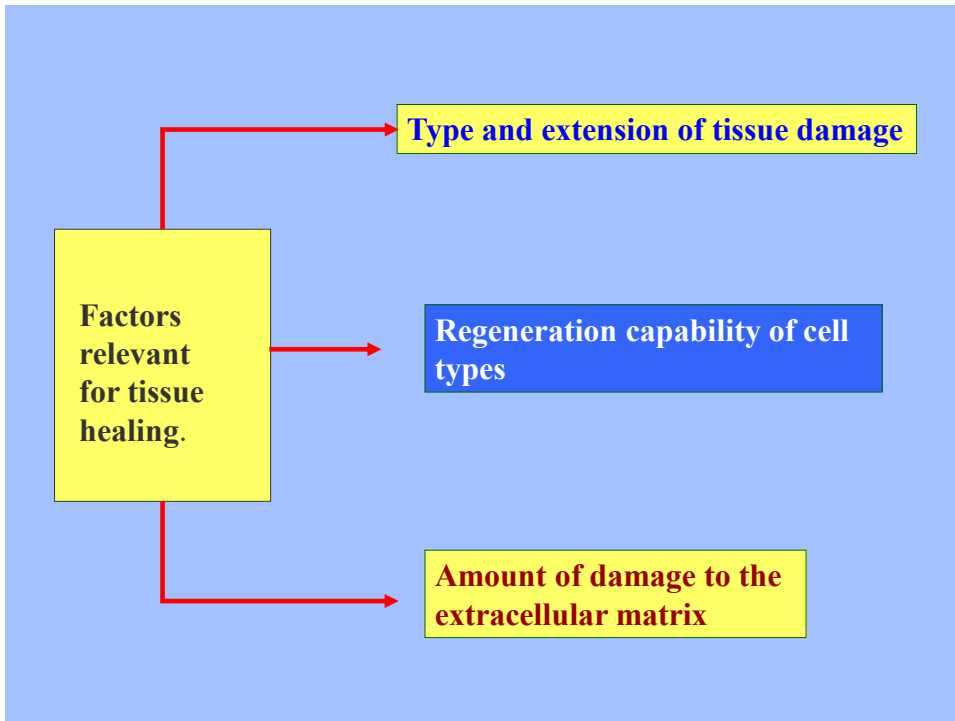 Type and extension of tissue damage
Factors
relevant
for tissue
healing.
Regeneration capability of cell
types
Amount of damage to the
extracellular matrix